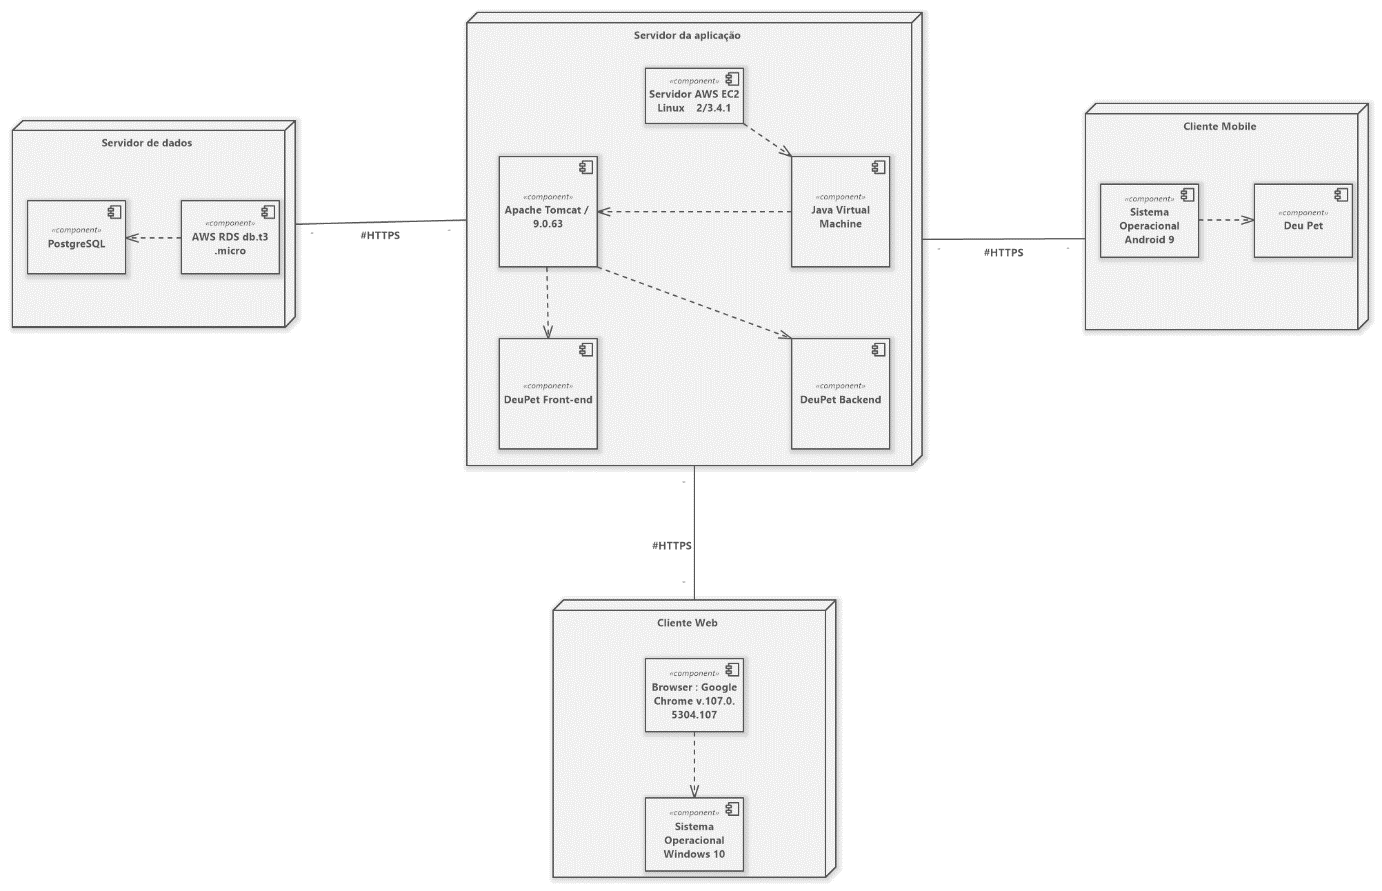 Servidor da aplicação
«component»
Servidor AWS EC2
Linux 2/3.4.1
«component»
Apache Tomcat /
9.0.63
«component»
Java Virtual
Machine
«component»
DeuPet Front-end
«component»
DeuPet Backend
Servidor de dados
«component»
PostgreSQL
«component»
AWS RDS db.t3
.micro
#HTTPS
Cliente Mobile
«component»
Sistema
Operacional
Android 9
«component»
Deu Pet
#HTTPS
#HTTPS
Cliente Web
«component»
Browser : Google
Chrome v.107.0.
5304.107
«component»
Sistema
Operacional
Windows 10